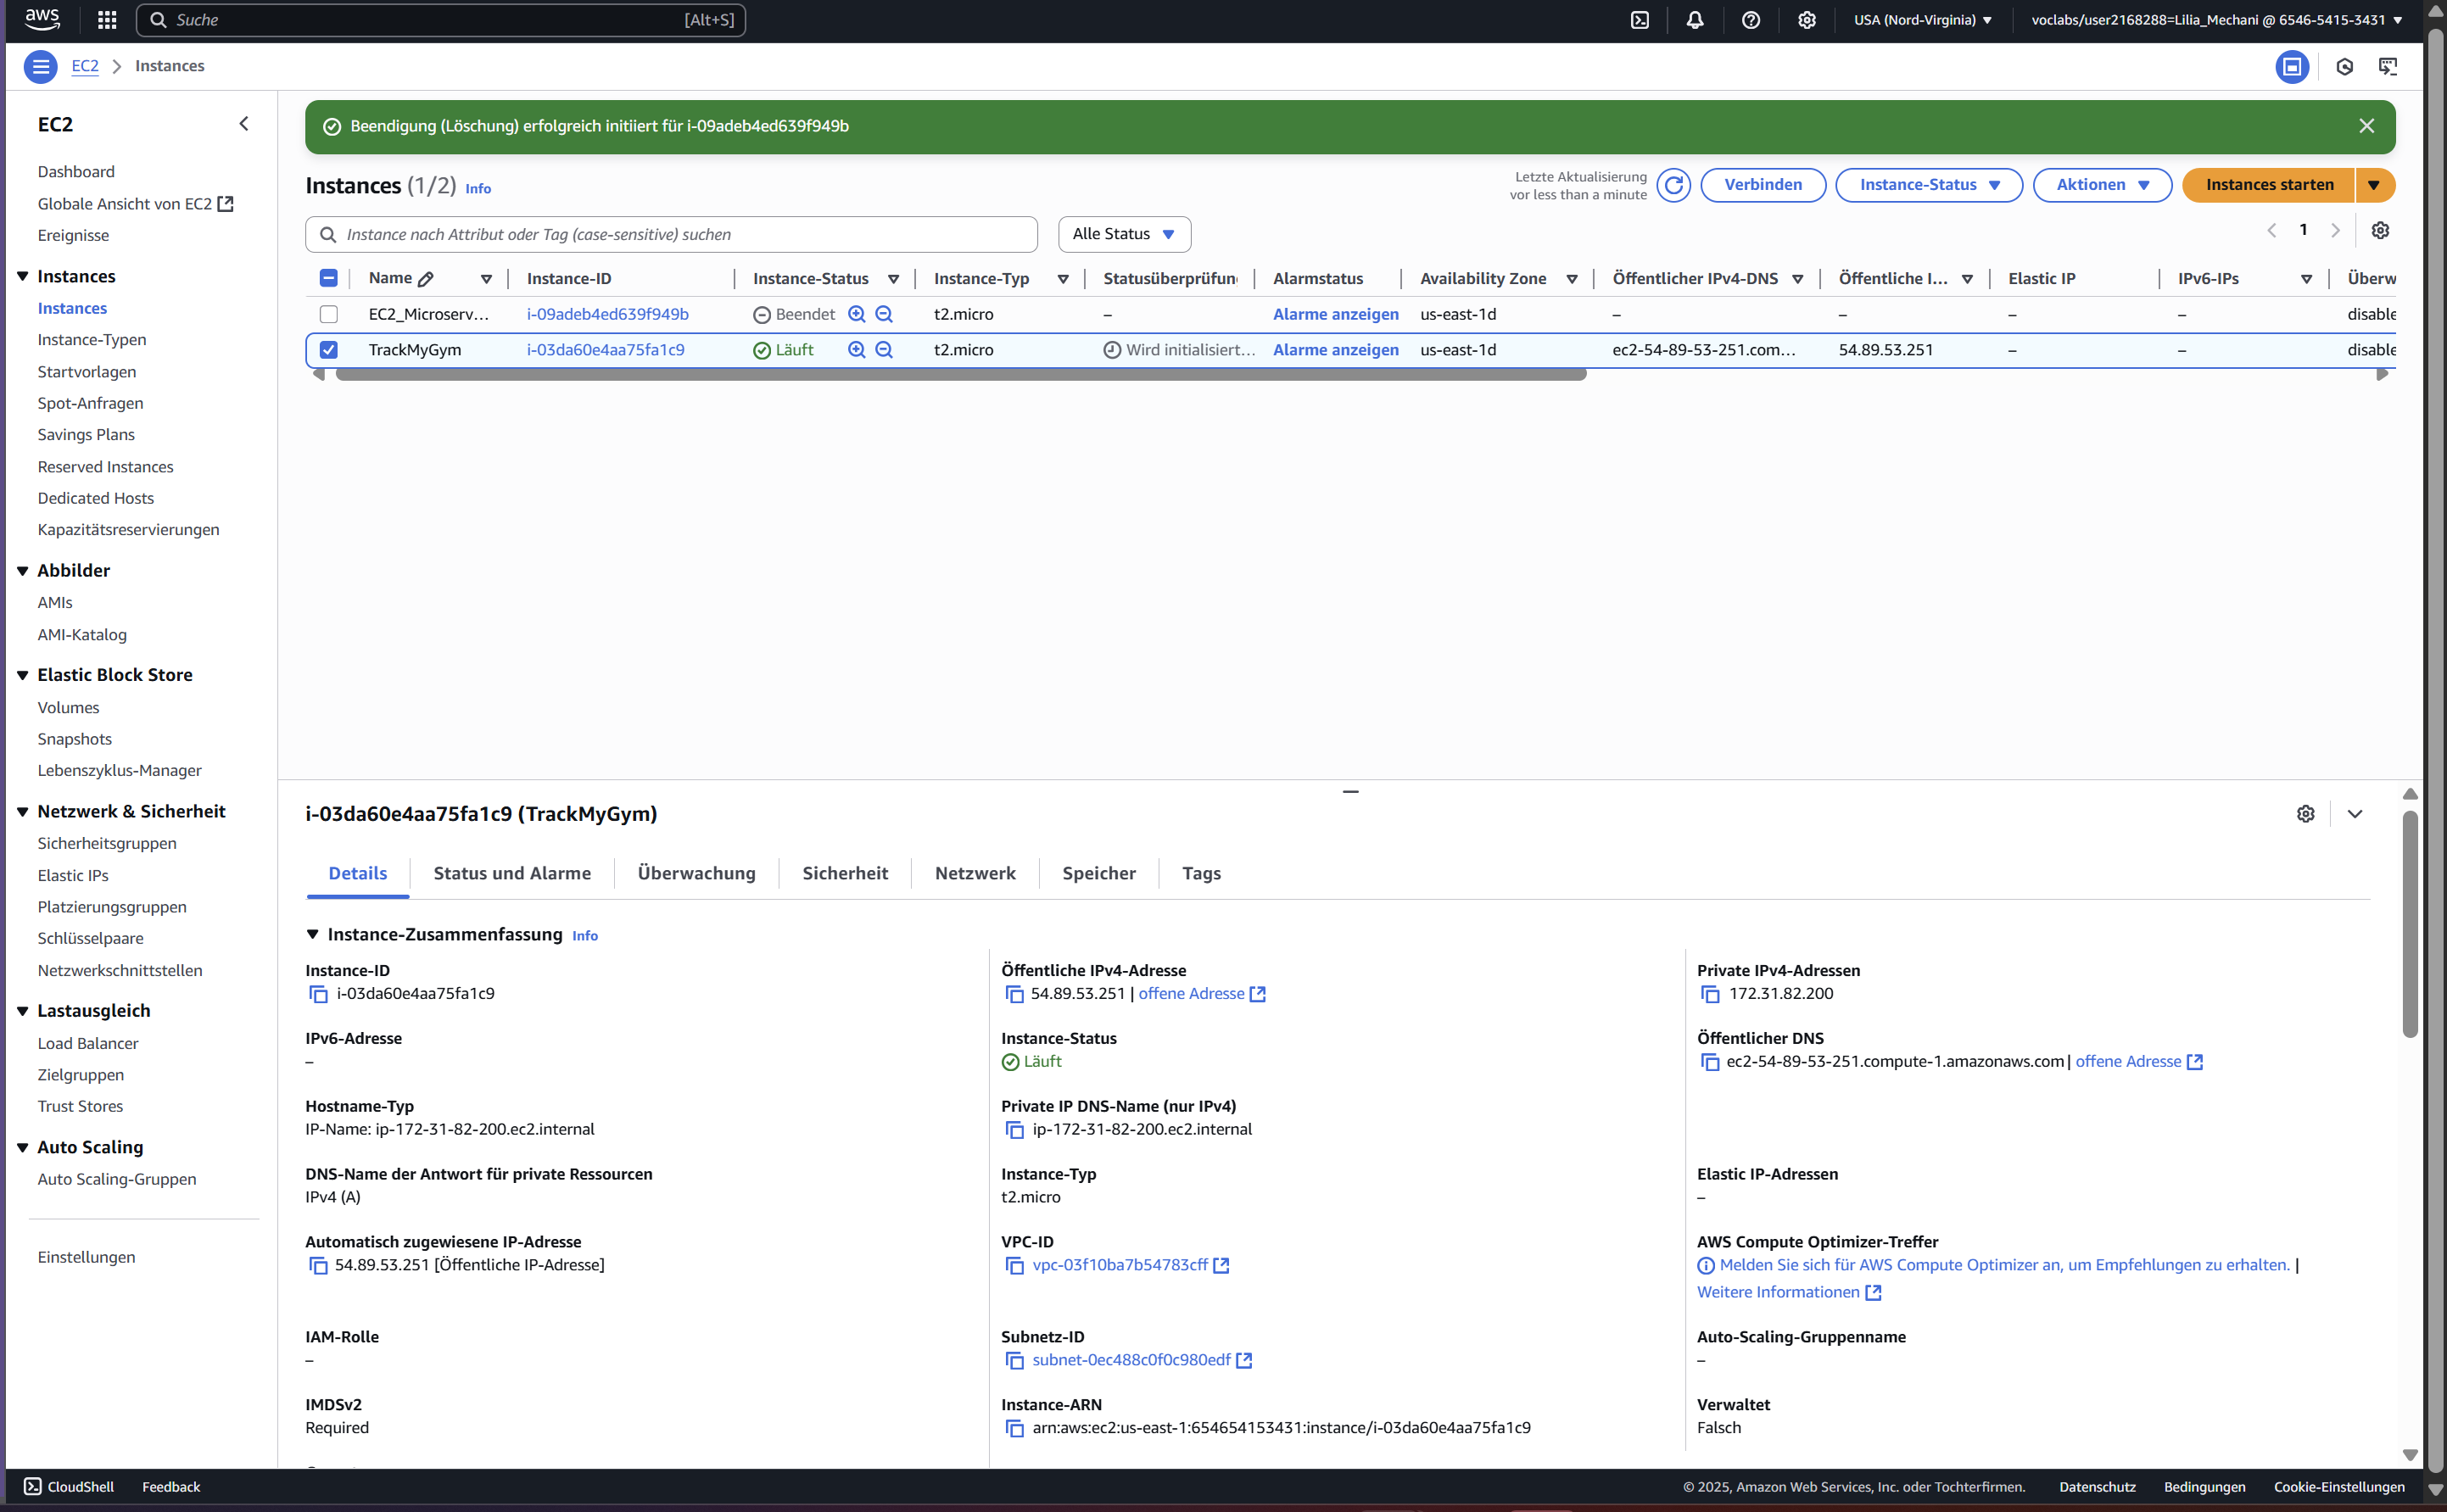 aws
Suche [Alt+S]
USA (Nord-Virginia)
voclabs/user2168288=Lilia_Mechani @ 6546-5415-3431
EC2 Instances
EC2
Dashboard
Globale Ansicht von EC2
Ereignisse
Instances
Instances
Instance-Typen
Startvorlagen
Spot-Anfragen
Savings Plans
Reserved Instances
Dedicated Hosts
Kapazitätsreservierungen
Abbilder
AMIs
AMI-Katalog
Elastic Block Store
Volumes
Snapshots
Lebenszyklus-Manager
Netzwerk & Sicherheit
Sicherheitsgruppen
Elastic IPs
Platzierungsgruppen
Schlüsselpaare
Netzwerkschnittstellen
Lastausgleich
Load Balancer
Zielgruppen
Trust Stores
Auto Scaling
Auto Scaling-Gruppen
Einstellungen
Beendigung (Löschung) erfolgreich initiiert für i-09adeb4ed639f949b
Instances (1/2) Info
Letzte Aktualisierung
vor less than a minute
Verbinden
Instance-Status
Aktionen
Instances starten
Instance nach Attribut oder Tag (case-sensitive) suchen
Alle Status
1
Name Instance-ID Instance-Status Instance-Typ Statusüberprüfun Alarmstatus Availability Zone Öffentlicher IPv4-DNS Öffentliche I... Elastic IP IPv6-IPs Überw
EC2_Microserv... i-09adeb4ed639f949b Beendet t2.micro – Alarme anzeigen us-east-1d – – – – disable
TrackMyGym i-03da60e4aa75fa1c9 Läuft t2.micro Wird initialisiert... Alarme anzeigen us-east-1d ec2-54-89-53-251.com... 54.89.53.251 – – disable
i-03da60e4aa75fa1c9 (TrackMyGym)
Details Status und Alarme Überwachung Sicherheit Netzwerk Speicher Tags
Instance-Zusammenfassung Info
Instance-ID
i-03da60e4aa75fa1c9
Öffentliche IPv4-Adresse
54.89.53.251 | offene Adresse
Private IPv4-Adressen
172.31.82.200
IPv6-Adresse
–
Instance-Status
Läuft
Öffentlicher DNS
ec2-54-89-53-251.compute-1.amazonaws.com | offene Adresse
Hostname-Typ
IP-Name: ip-172-31-82-200.ec2.internal
Private IP DNS-Name (nur IPv4)
ip-172-31-82-200.ec2.internal
DNS-Name der Antwort für private Ressourcen
IPv4 (A)
Instance-Typ
t2.micro
Elastic IP-Adressen
–
Automatisch zugewiesene IP-Adresse
54.89.53.251 [Öffentliche IP-Adresse]
VPC-ID
vpc-03f10ba7b54783cff
AWS Compute Optimizer-Treffer
Melden Sie sich für AWS Compute Optimizer an, um Empfehlungen zu erhalten. |
Weitere Informationen
IAM-Rolle
–
Subnetz-ID
subnet-0ec488c0f0c980edf
Auto-Scaling-Gruppenname
–
IMDSv2
Required
Instance-ARN
arn:aws:ec2:us-east-1:654654153431:instance/i-03da60e4aa75fa1c9
Verwaltet
Falsch
CloudShell Feedback
© 2025, Amazon Web Services, Inc. oder Tochterfirmen. Datenschutz Bedingungen Cookie-Einstellungen